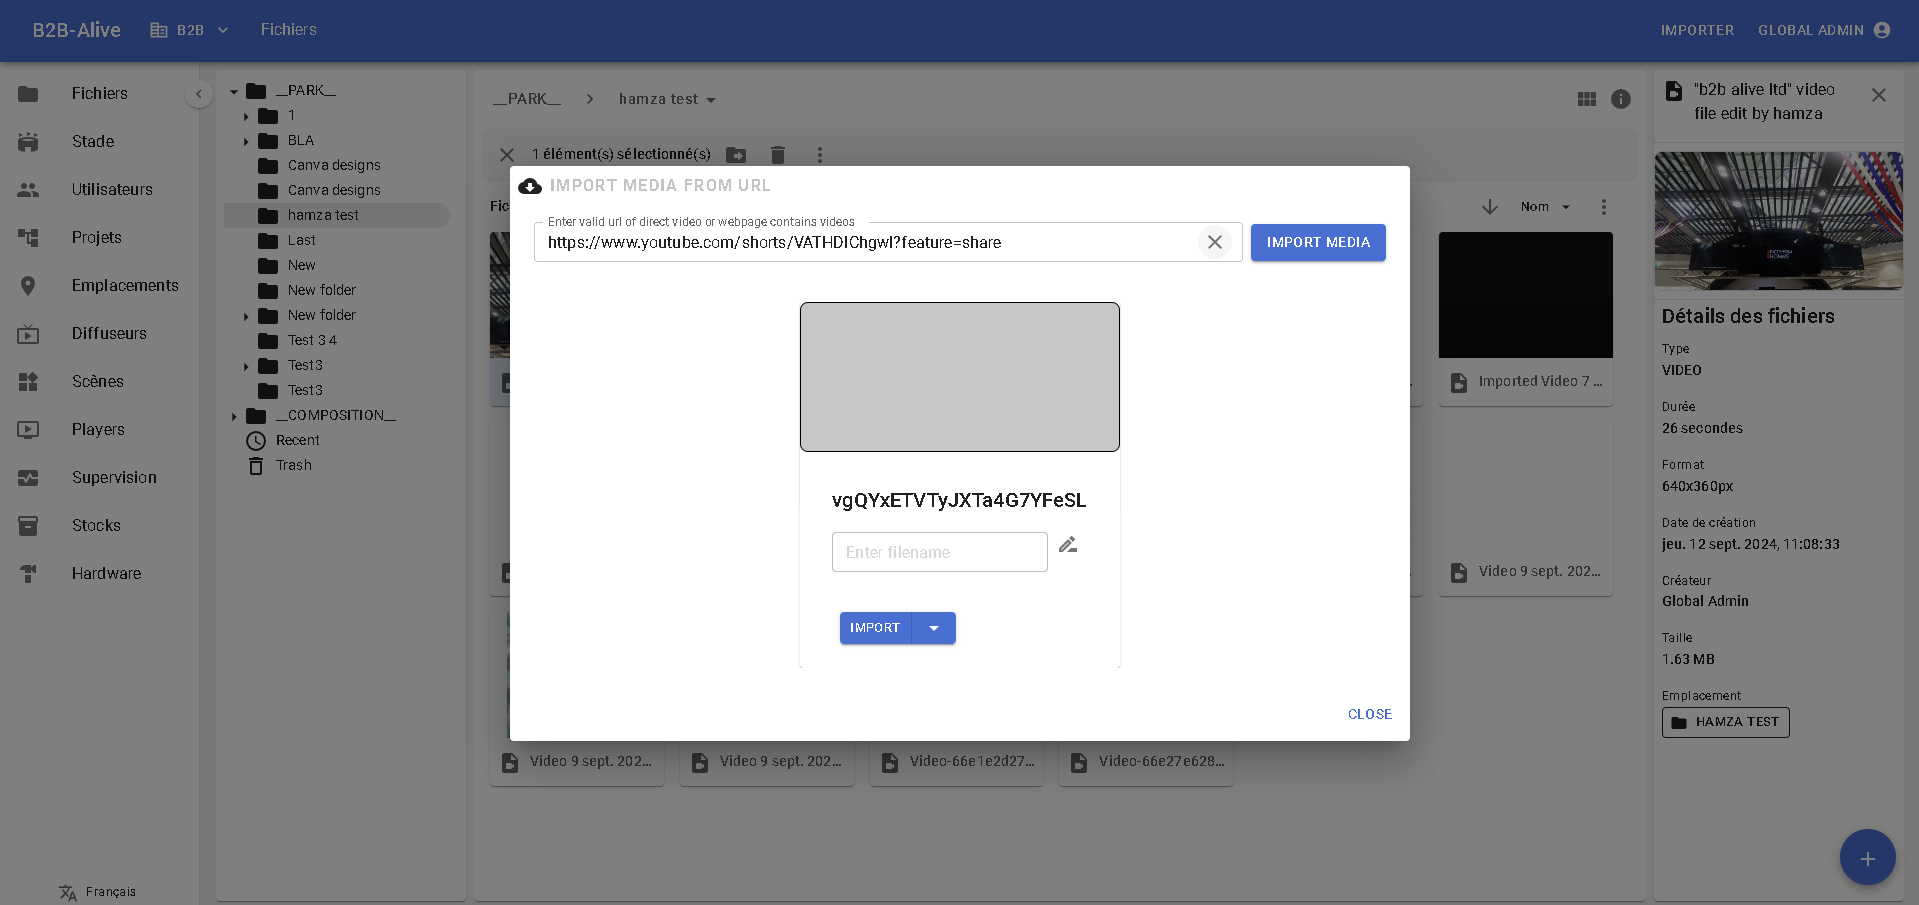 B2B-Alive
B2B
Fichiers
IMPORTER
GLOBAL ADMIN
Fichiers
Stade
Utilisateurs
Projets
Emplacements
Diffuseurs
Scènes
Players
Supervision
Stocks
Hardware
Français
__PARK__
1
BLA
Canva designs
Canva designs
hamza test
Last
New
New folder
New folder
Test 3 4
Test3
Test3
__COMPOSITION__
Recent
Trash
__PARK__
hamza test
1 élément(s) sélectionné(s)
Fic
Nom
IMPORT MEDIA FROM URL
Enter valid url of direct video or webpage contains videos
https://www.youtube.com/shorts/VATHDIChgwI?feature=share
IMPORT MEDIA
vgQYxETVTyJXTa4G7YFeSL
Enter filename
IMPORT
CLOSE
Imported Video 7 ...
Video 9 sept. 202...
Video 9 sept. 202...
Video 9 sept. 202...
Video-66e1e2d27...
Video-66e27e628...
"b2b alive ltd" video
file edit by hamza
Détails des fichiers
Type
VIDEO
Durée
26 secondes
Format
640x360px
Date de création
jeu. 12 sept. 2024, 11:08:33
Créateur
Global Admin
Taille
1.63 MB
Emplacement
HAMZA TEST